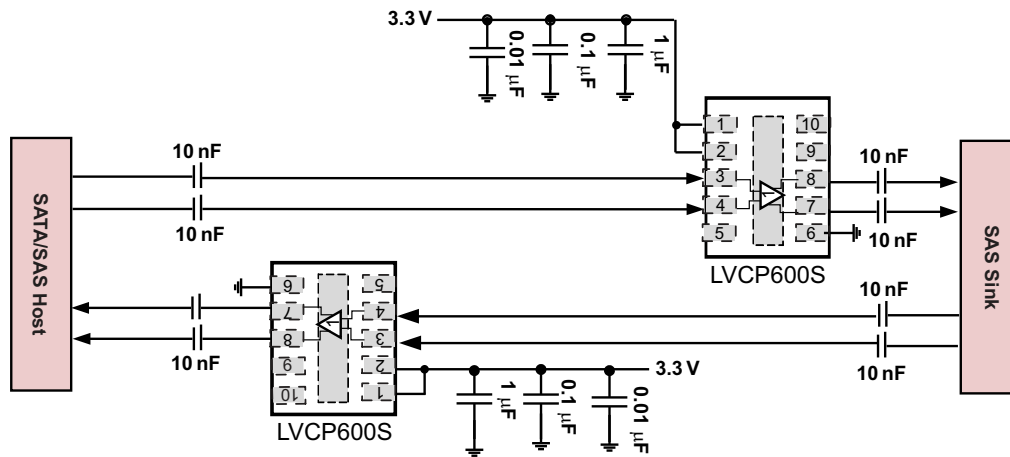 3.3 V
0.01 µF
0.1 µF
1 µF
1
2
3
4
5
10
9
8
7
6
LVCP600S
10 nF
10 nF
10 nF
10 nF
SATA/SAS Host
SAS Sink
6
7
8
9
10
5
4
3
2
1
LVCP600S
10 nF
10 nF
10 nF
10 nF
3.3 V
1 µF
0.1 µF
0.01 µF